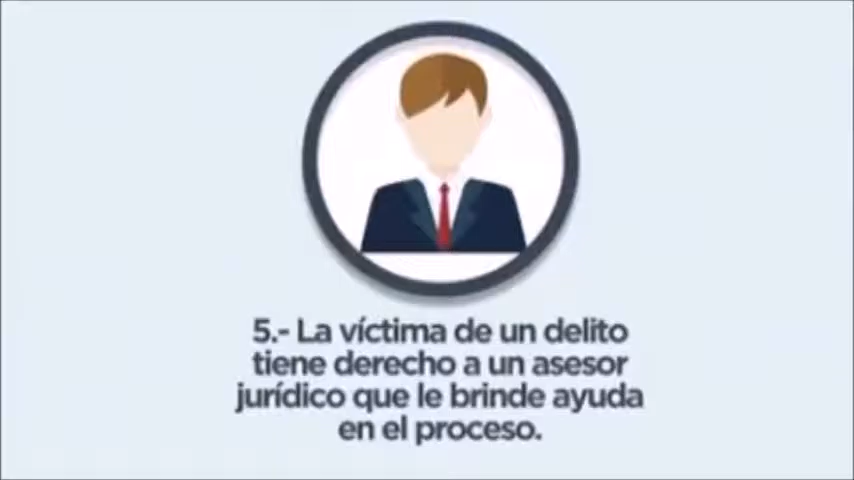 5.- La víctima de un delito
tiene derecho a un asesor
jurídico que le brinde ayuda
en el proceso.